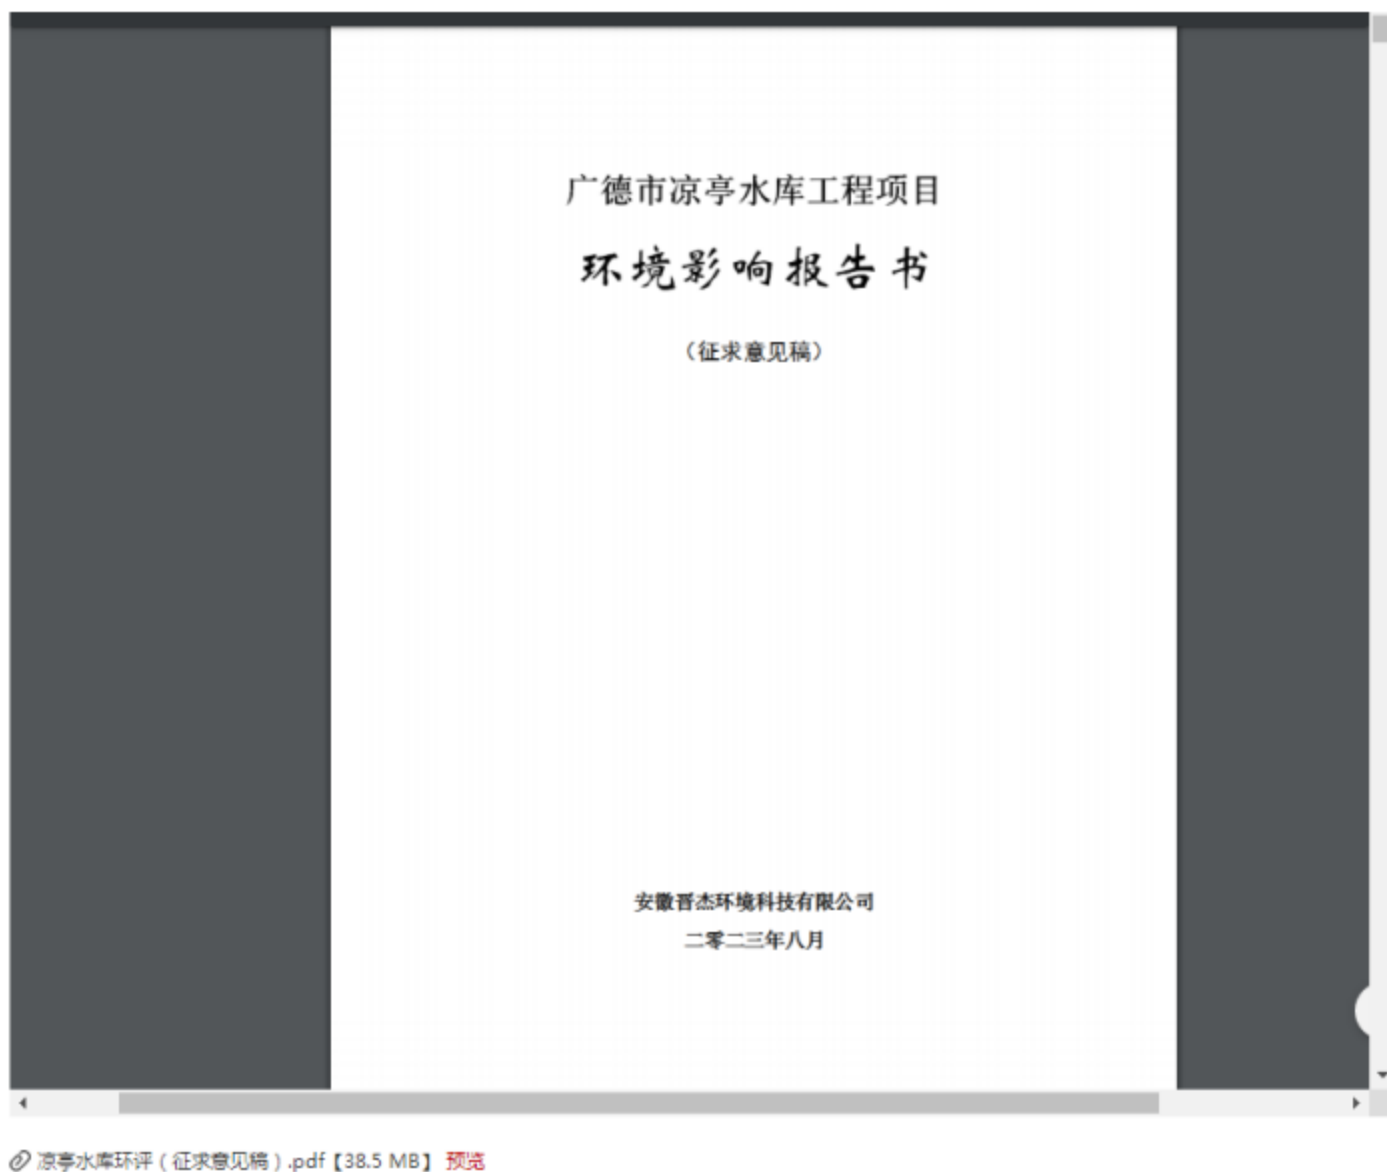 广德市凉亭水库工程项目
环境影响报告书
（征求意见稿）
安徽晋杰环境科技有限公司
二零二三年八月
凉亭水库环评（征求意见稿）.pdf【38.5 MB】 预览